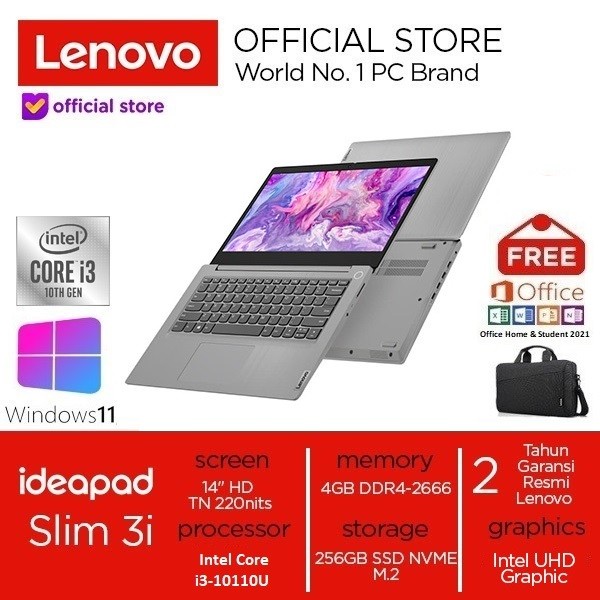 Lenovo
OFFICIAL STORE
World No. 1 PC Brand
official store
intel
CORE i3
10TH GEN
Windows11
Lenovo
Lenovo
FREE
Office
Office Home & Student 2021
ideapad
Slim 3i
screen
14" HD
TN 220nits
processor
Intel Core
i3-10110U
memory
4GB DDR4-2666
storage
256GB SSD NVME
M.2
2
Tahun
Garansi
Resmi
Lenovo
graphics
Intel UHD
Graphic